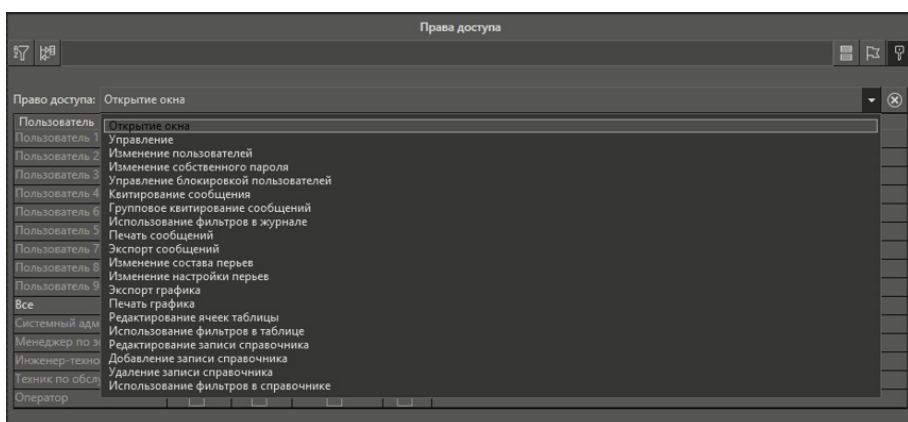 Права доступа
Право доступа: Открытие окна
Пользователь
Открытие окна
Пользователь 1
Управление
Изменение пользователей
Пользователь 2
Изменение собственного пароля
Пользователь 3
Управление блокировкой пользователей
Пользователь 4
Квитирование сообщения
Пользователь 6
Групповое квитирование сообщений
Использование фильтров в журнале
Пользователь 5
Печать сообщений
Пользователь 7
Экспорт сообщений
Изменение состава перьев
Пользователь 8
Изменение настройки перьев
Пользователь 9
Экспорт графика
Все
Печать графика
Редактирование ячеек таблицы
Системный адм
Использование фильтров в таблице
Менеджер по э
Редактирование записи справочника
Инженер-техно
Добавление записи справочника
Удаление записи справочника
Техник по обсл
Использование фильтров в справочнике
Оператор